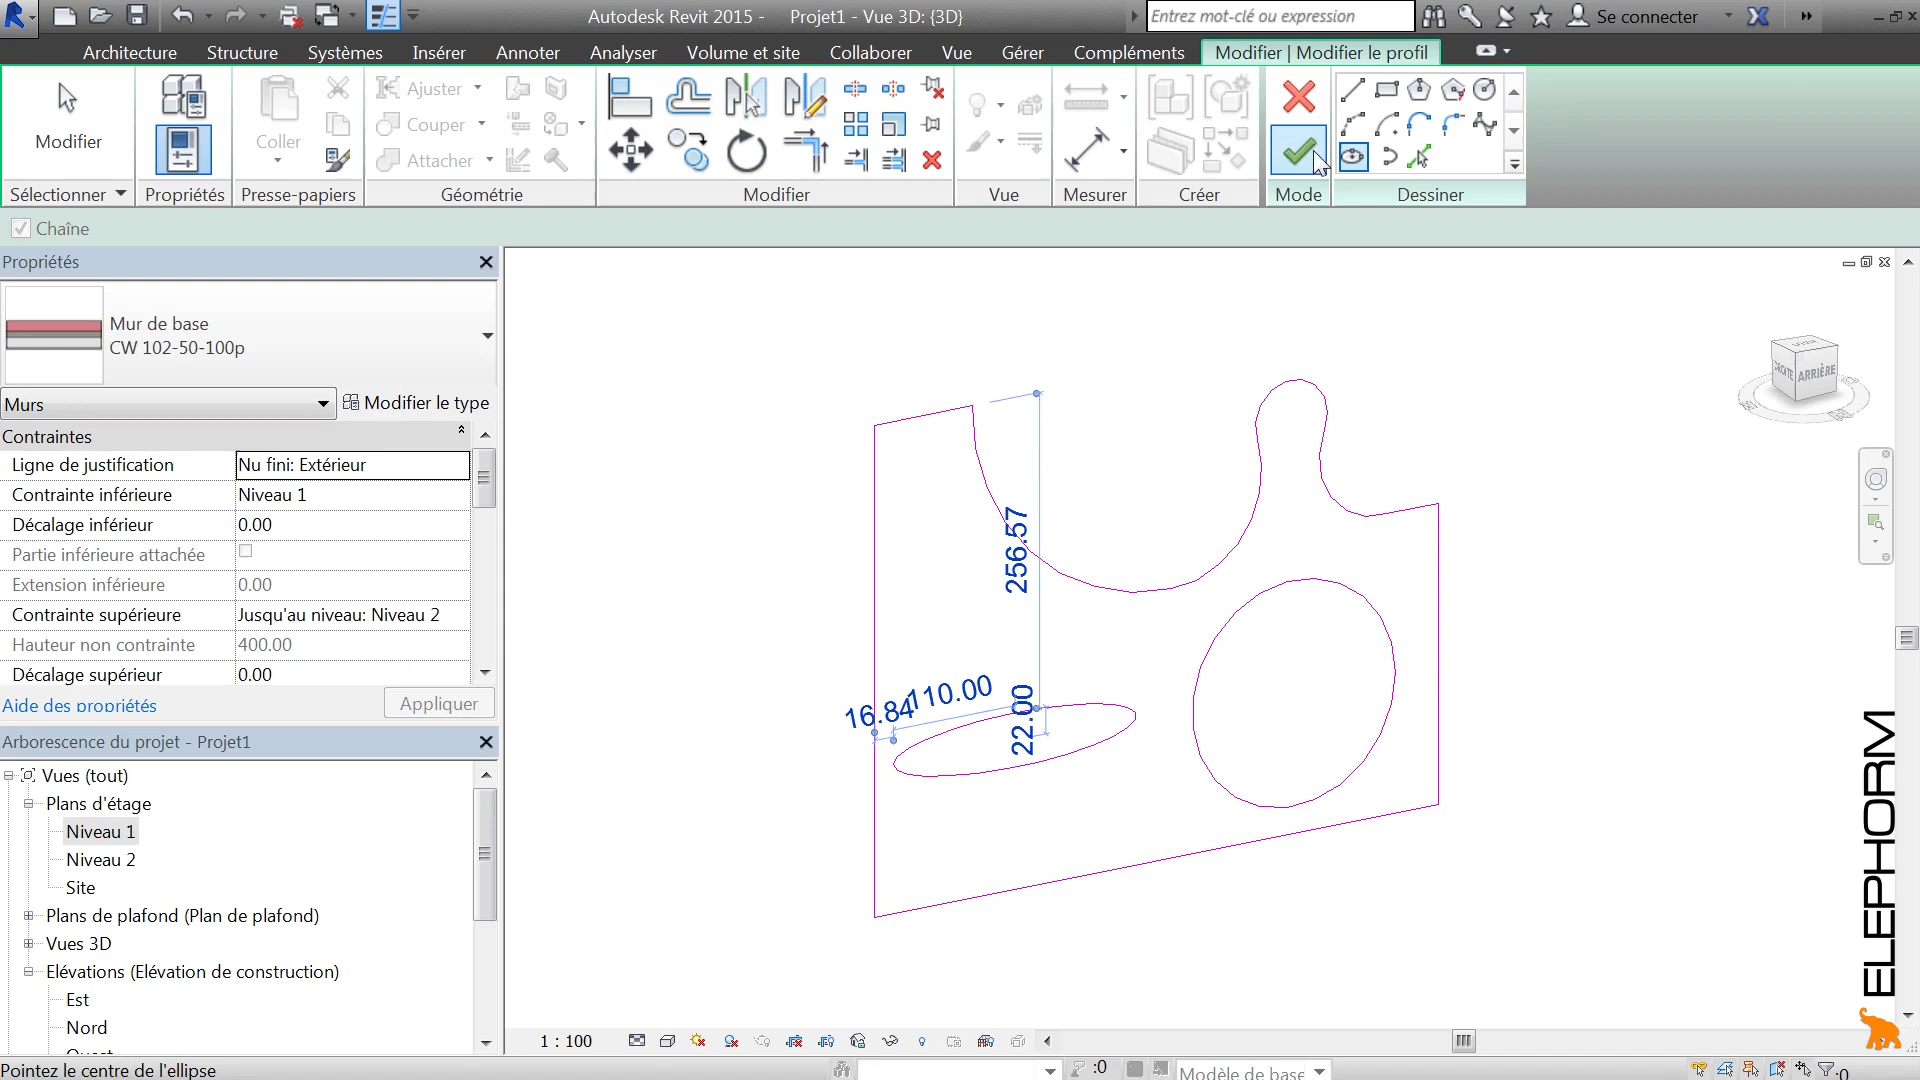 Autodesk Revit 2015 - Projet1 - Vue 3D: {3D}
Entrez mot-clé ou expression
Se connecter
Architecture Structure Systèmes Insérer Annoter Analyser Volume et site Collaborer Vue Gérer Compléments Modifier | Modifier le profil
Modifier
Ajuster
Couper
Attacher
Coller
Sélectionner Propriétés Presse-papiers Géométrie Modifier Vue Mesurer Créer Mode Dessiner
Chaîne
Propriétés
Mur de base
CW 102-50-100p
Murs Modifier le type
Contraintes
Ligne de justification Nu fini: Extérieur
Contrainte inférieure Niveau 1
Décalage inférieur 0.00
Partie inférieure attachée
Extension inférieure 0.00
Contrainte supérieure Jusqu'au niveau: Niveau 2
Hauteur non contrainte 400.00
Décalage supérieur 0.00
Aide des propriétés Appliquer
Arborescence du projet - Projet1
Vues (tout)
Plans d'étage
Niveau 1
Niveau 2
Site
Plans de plafond (Plan de plafond)
Vues 3D
Elévations (Elévation de construction)
Est
Nord
Ouest
256.57
16.84
110.00
22.00
DROITE
ARRIÈRE
1 : 100
Pointez le centre de l'ellipse
:0
Modèle de base
:0
ELEPHORM